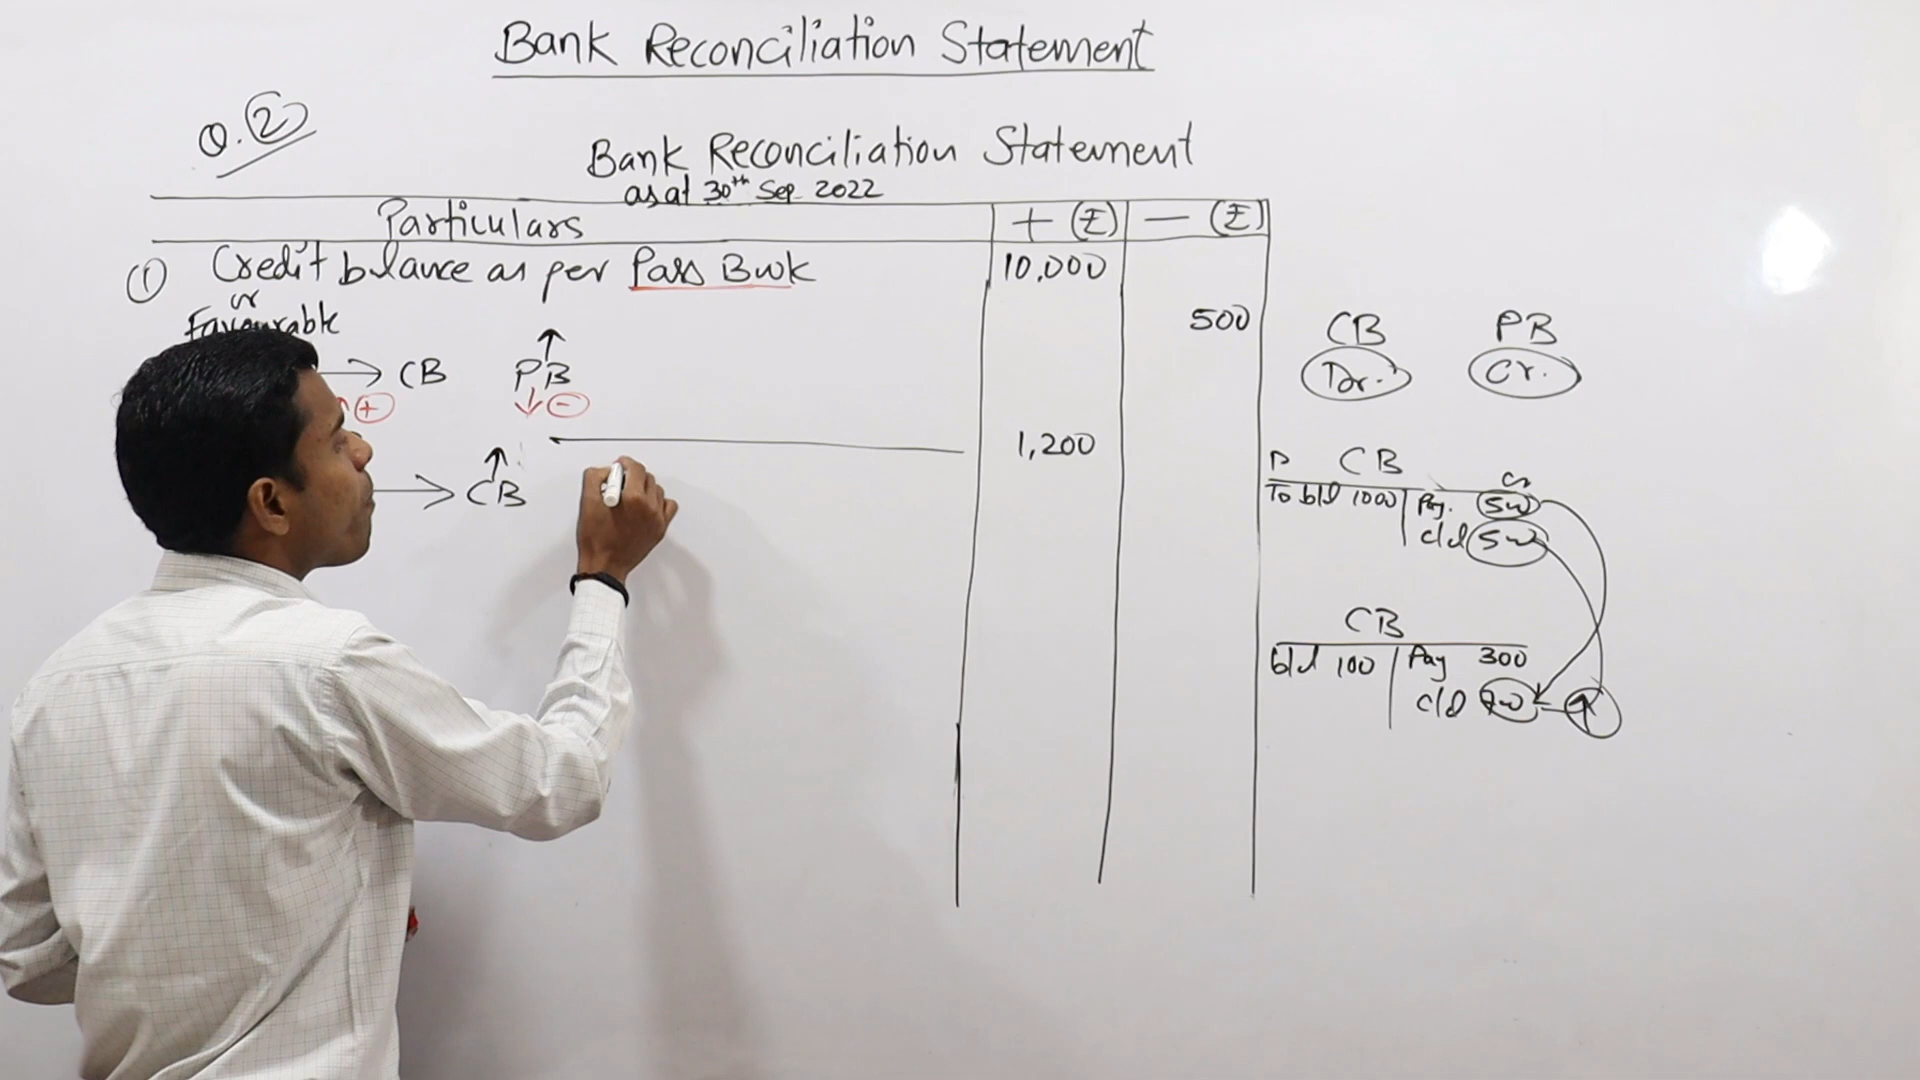 Bank Reconciliation Statement
Q. 2
Bank Reconciliation Statement
as at 30th Sep 2022
Particulars + (₹) — (₹)
① Credit balance as per Pass Book 10,000
or
Favourable
500
CB PB
Dr. Cr.
→ CB ↑ PB
↑ + ↓ -
1,200
→ ↑ CB
D CB Cr
To b/d 1000 Pay. 500
c/d 500
CB
b/d 100 Pay 300
c/d